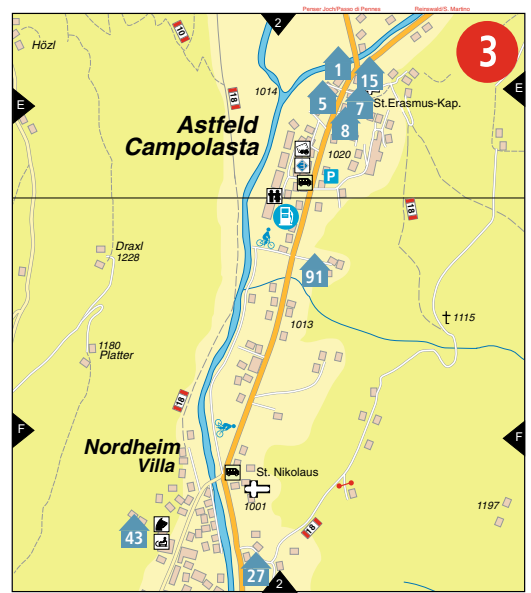 Penser Joch/Passo di Pennes
Reinswald/S. Martino
2
3
10
Hözl
1
15
18
1014
E
E
5
7
St.Erasmus-Kap.
8
Astfeld
Campolasta
1020
P
18
Draxl
1228
91
1115
1013
1180
Platter
18
F
F
Nordheim
Villa
St. Nikolaus
1001
1197
43
18
27
2